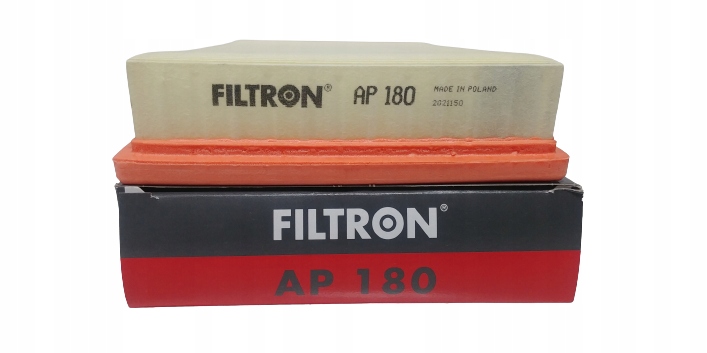 FILTRON® AP 180
MADE IN POLAND
2021150
FILTRON®
AP 180